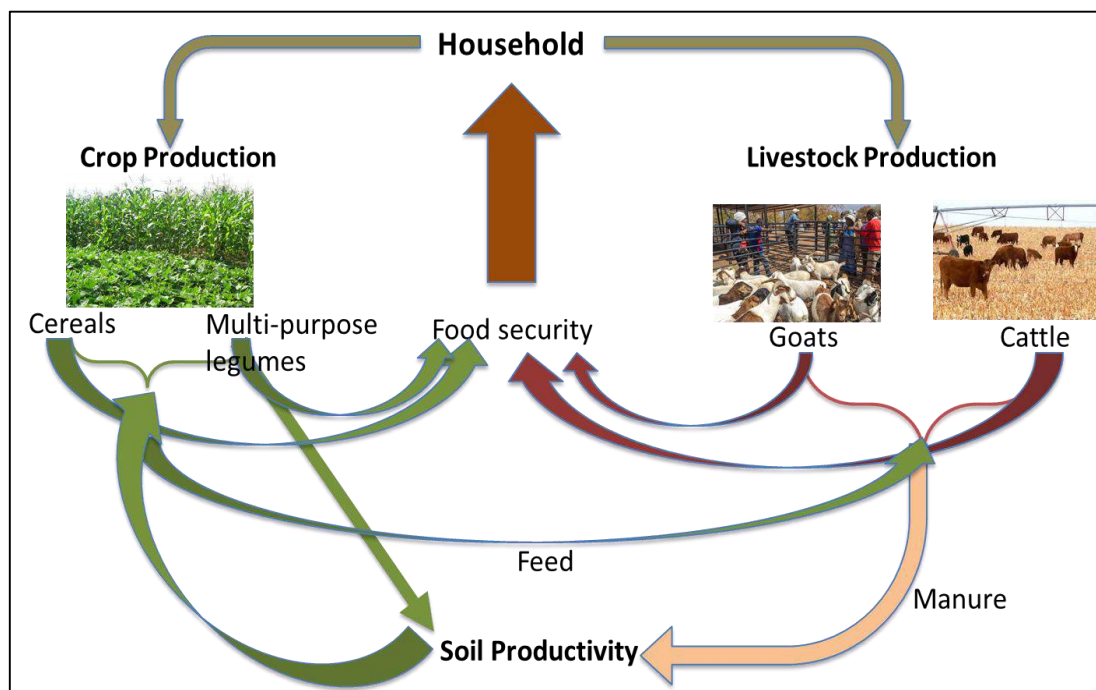 Household
Crop Production
Livestock Production
Cereals
Multi-purpose
legumes
Food security
Goats
Cattle
Feed
Manure
Soil Productivity